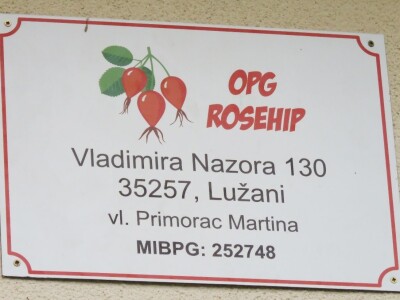 OPG
ROSEHIP
Vladimira Nazora 130
35257, Lužani
vl. Primorac Martina
MIBPG: 252748